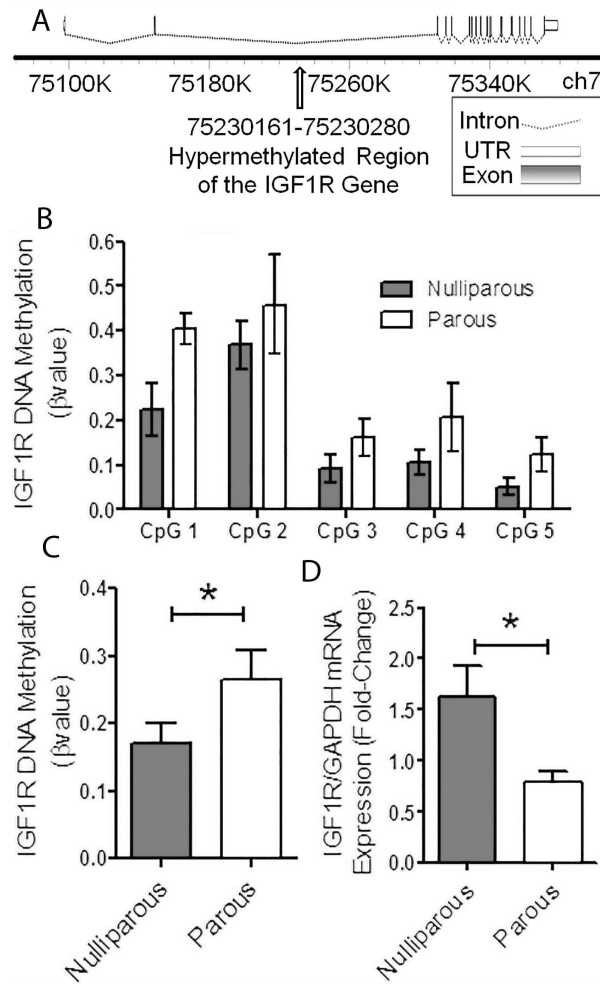 A
75100K 75180K 75260K 75340K ch7
75230161-75230280
Hypermethylated Region
of the IGF1R Gene
Intron
UTR
Exon
B
IGF1R DNA Methylation
(βvalue)
0.6
0.5
0.4
0.3
0.2
0.1
0.0
Nulliparous
Parous
CpG 1 CpG 2 CpG 3 CpG 4 CpG 5
C
IGF1R DNA Methylation
(βvalue)
0.4
0.3
0.2
0.1
0.0
*
Nulliparous Parous
D
IGF1R/GAPDH mRNA
Expression (Fold-Change)
2.5
2.0
1.5
1.0
0.5
0.0
*
Nulliparous Parous